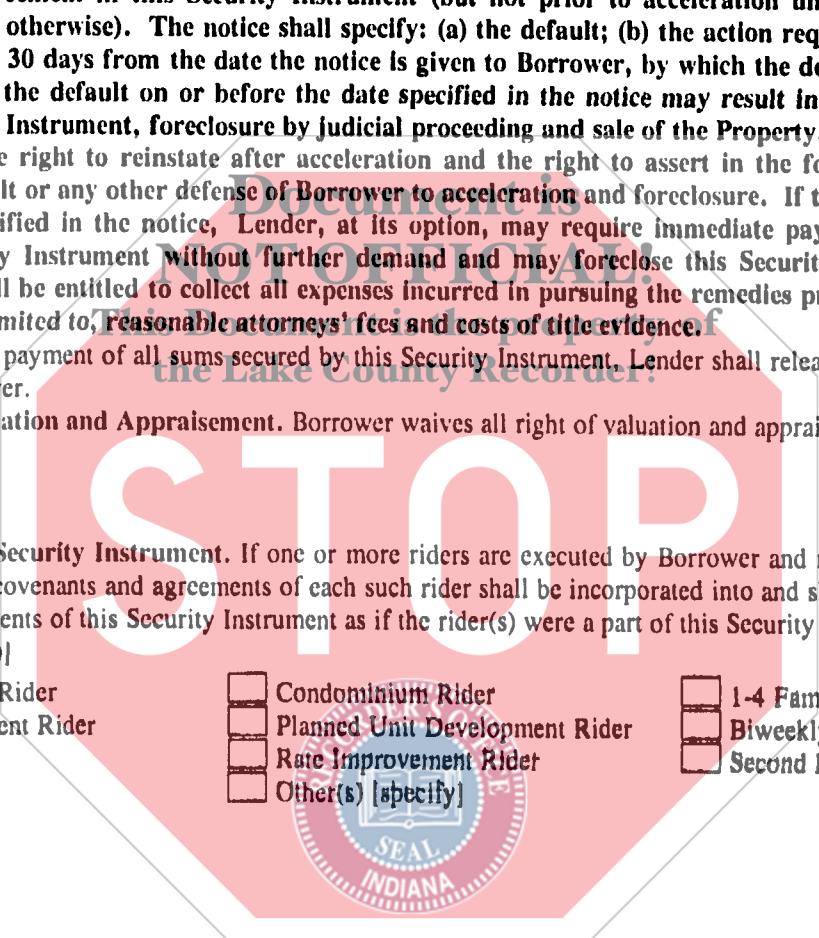 otherwise). The notice shall specify: (a) the default; (b) the action req
30 days from the date the notice is given to Borrower, by which the de
the default on or before the date specified in the notice may result in
Instrument, foreclosure by judicial proceeding and sale of the Property.
e right to reinstate after acceleration and the right to assert in the fo
lt or any other defense of Borrower to acceleration and foreclosure. If t
Document is
ified in the notice, Lender, at its option, may require immediate pay
y Instrument without further demand and may foreclose this Securit
NOT OFFICIAL!
ll be entitled to collect all expenses incurred in pursuing the remedies p
mited to, reasonable attorneys' fees and costs of title evidence.
This Document is the property of
payment of all sums secured by this Security Instrument, Lender shall relea
the Lake County Recorder!
er.
ation and Appraisement. Borrower waives all right of valuation and apprai
STOP
Security Instrument. If one or more riders are executed by Borrower and r
covenants and agreements of each such rider shall be incorporated into and s
ents of this Security Instrument as if the rider(s) were a part of this Security
)]
Rider Condominium Rider 1-4 Fam
ent Rider Planned Unit Development Rider Biweekly
Rate Improvement Rider Second
Other(s) [specify]
RECORDER'S OFFICE
SEAL
INDIANA